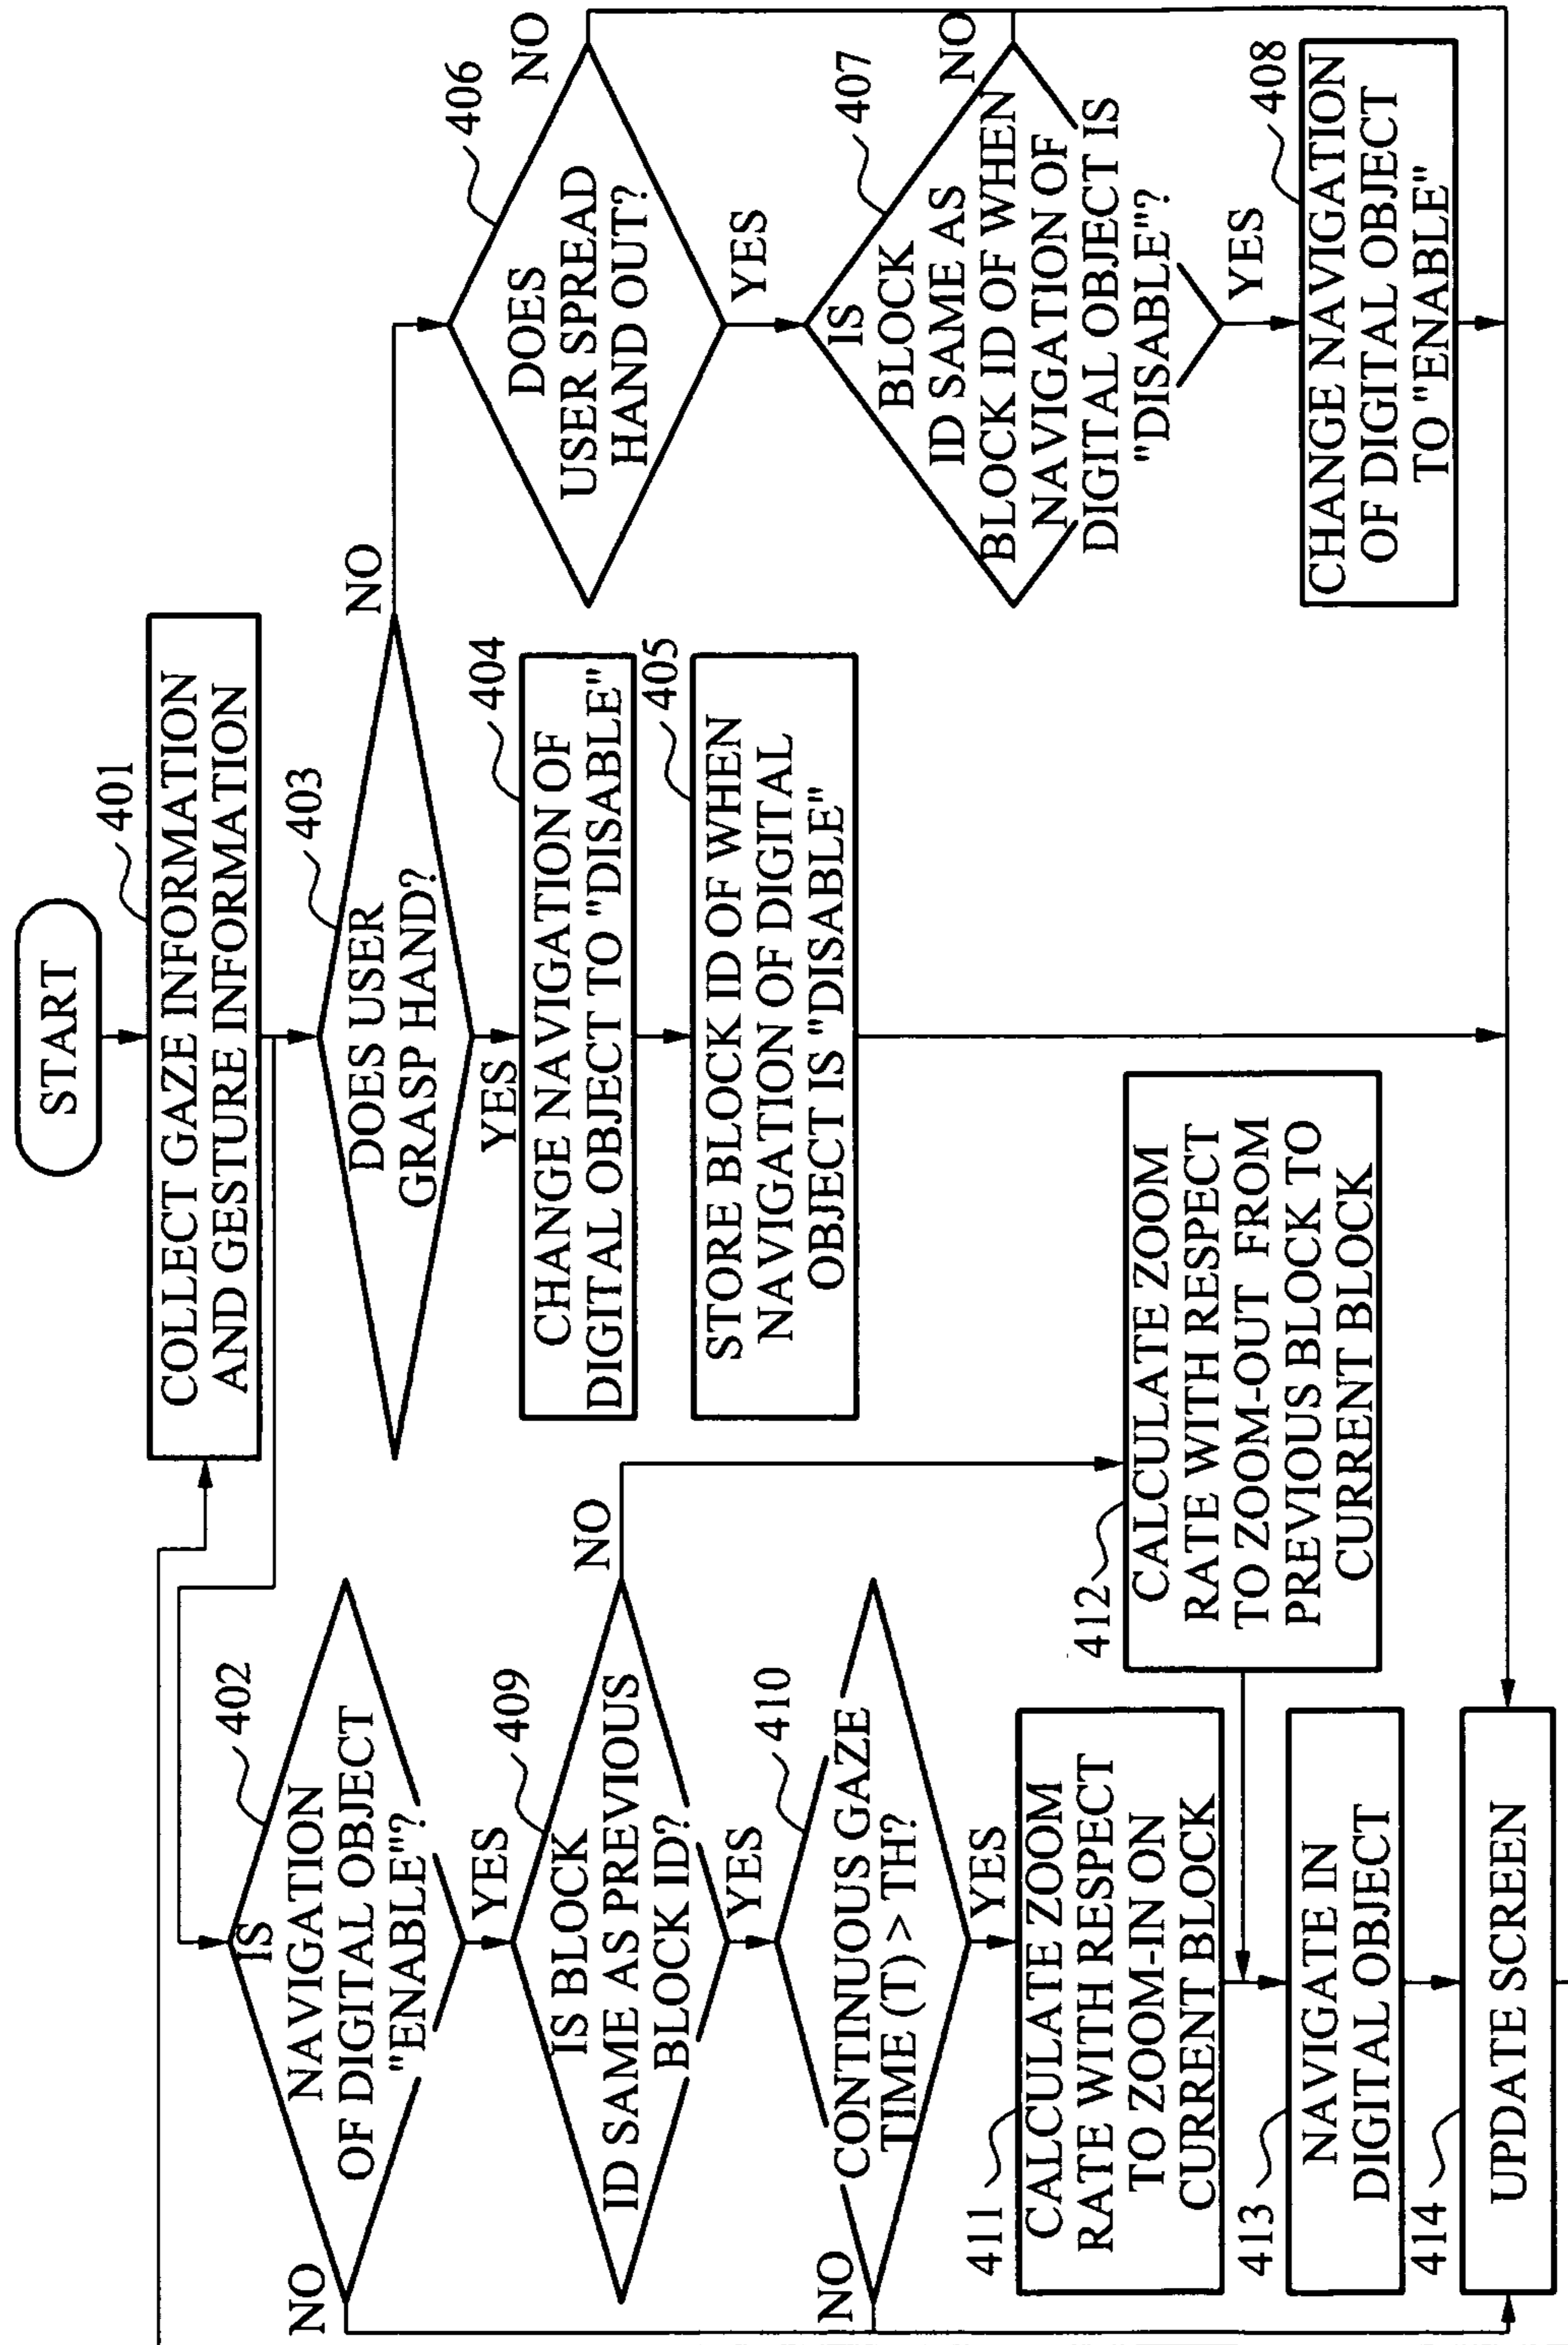 START
401
COLLECT GAZE INFORMATION
AND GESTURE INFORMATION
402
IS
NAVIGATION
OF DIGITAL OBJECT
"ENABLE"?
NO
YES
403
DOES USER
GRASP HAND?
NO
YES
404
CHANGE NAVIGATION OF
DIGITAL OBJECT TO "DISABLE"
405
STORE BLOCK ID OF WHEN
NAVIGATION OF DIGITAL
OBJECT IS "DISABLE"
406
DOES
USER SPREAD
HAND OUT?
NO
YES
407
IS
BLOCK
ID SAME AS
BLOCK ID OF WHEN
NAVIGATION OF
DIGITAL OBJECT IS
"DISABLE"?
NO
YES
408
CHANGE NAVIGATION
OF DIGITAL OBJECT
TO "ENABLE"
409
IS BLOCK
ID SAME AS PREVIOUS
BLOCK ID?
NO
YES
410
CONTINUOUS GAZE
TIME (T) > TH?
NO
YES
411
CALCULATE ZOOM
RATE WITH RESPECT
TO ZOOM-IN ON
CURRENT BLOCK
412
CALCULATE ZOOM
RATE WITH RESPECT
TO ZOOM-OUT FROM
PREVIOUS BLOCK TO
CURRENT BLOCK
413
NAVIGATE IN
DIGITAL OBJECT
414
UPDATE SCREEN